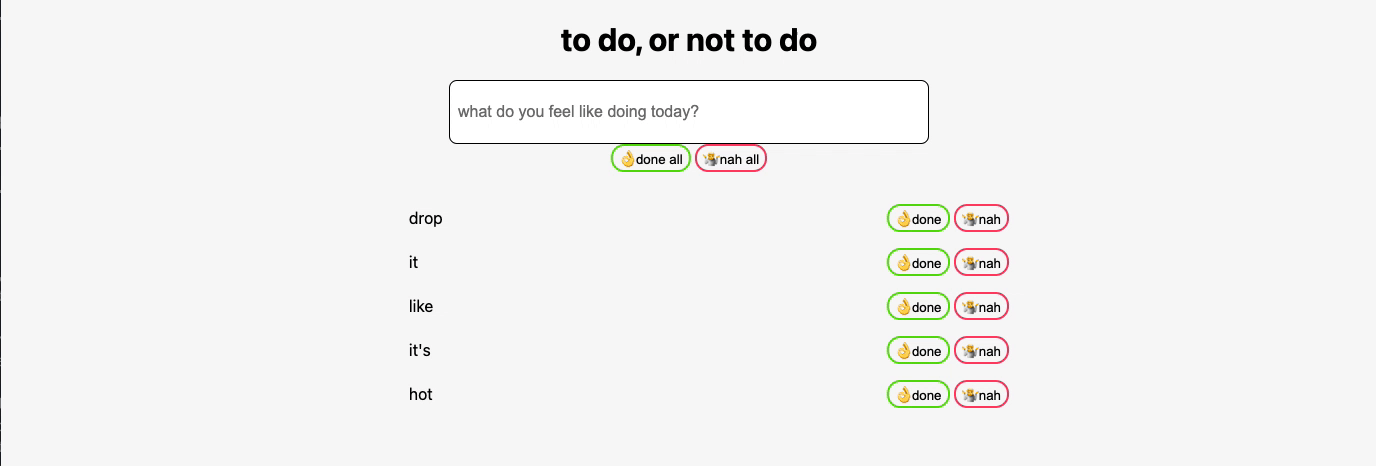 to do, or not to do
what do you feel like doing today?
👌done all 🤷nah all
drop 👌done 🤷nah
it 👌done 🤷nah
like 👌done 🤷nah
it's 👌done 🤷nah
hot 👌done 🤷nah